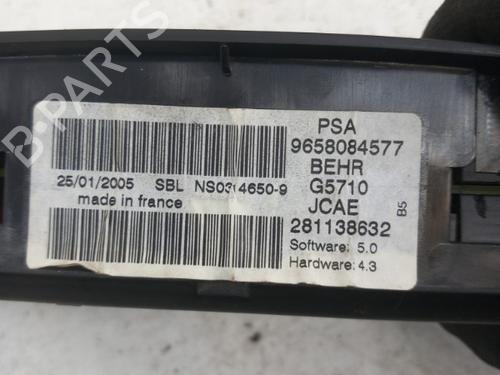 PSA
9658084577
BEHR
25/01/2005 SBL NS0314650-9
G5710
made in france
JCAE
B5
281138632
Software: 5.0
Hardware: 4.3